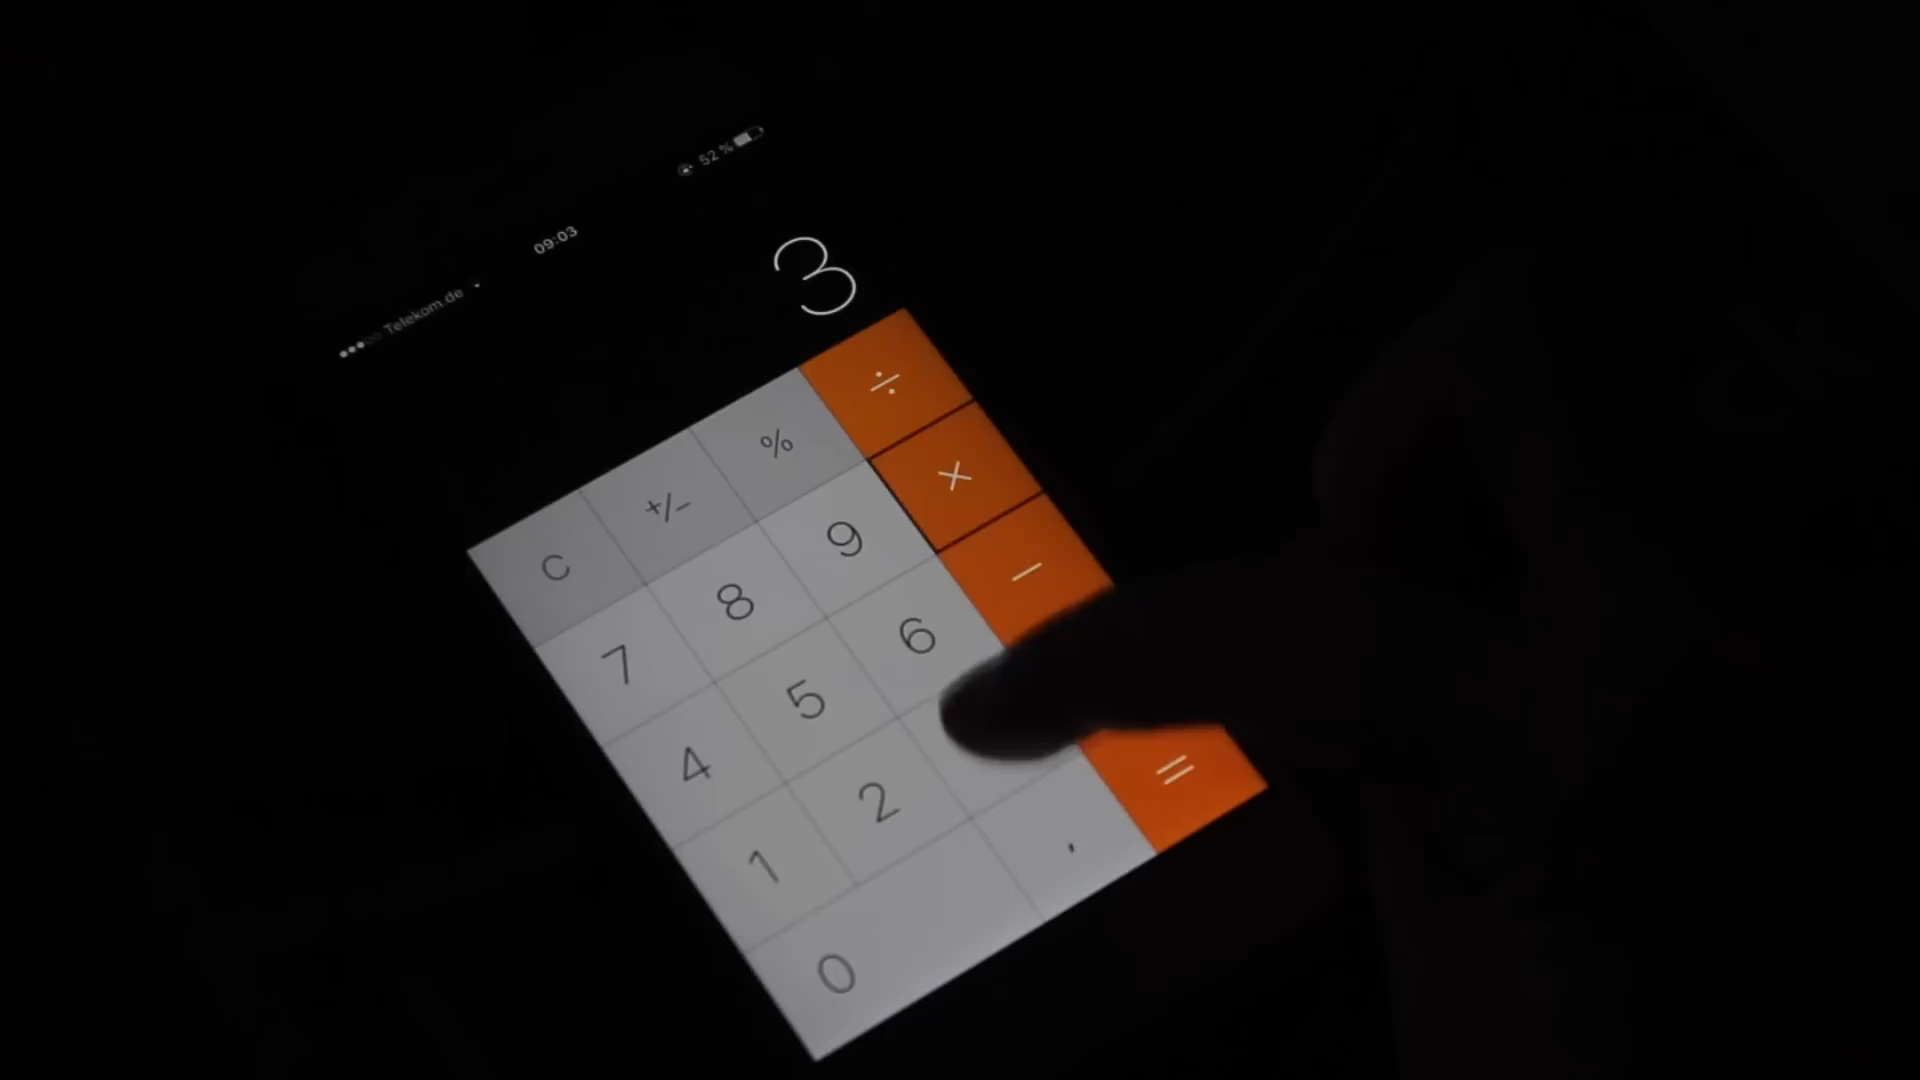 ●●●○○ Telekom.de 09:03 52 %
3
C +/− % ÷
7 8 9 ×
4 5 6 −
1 2 =
0 ,